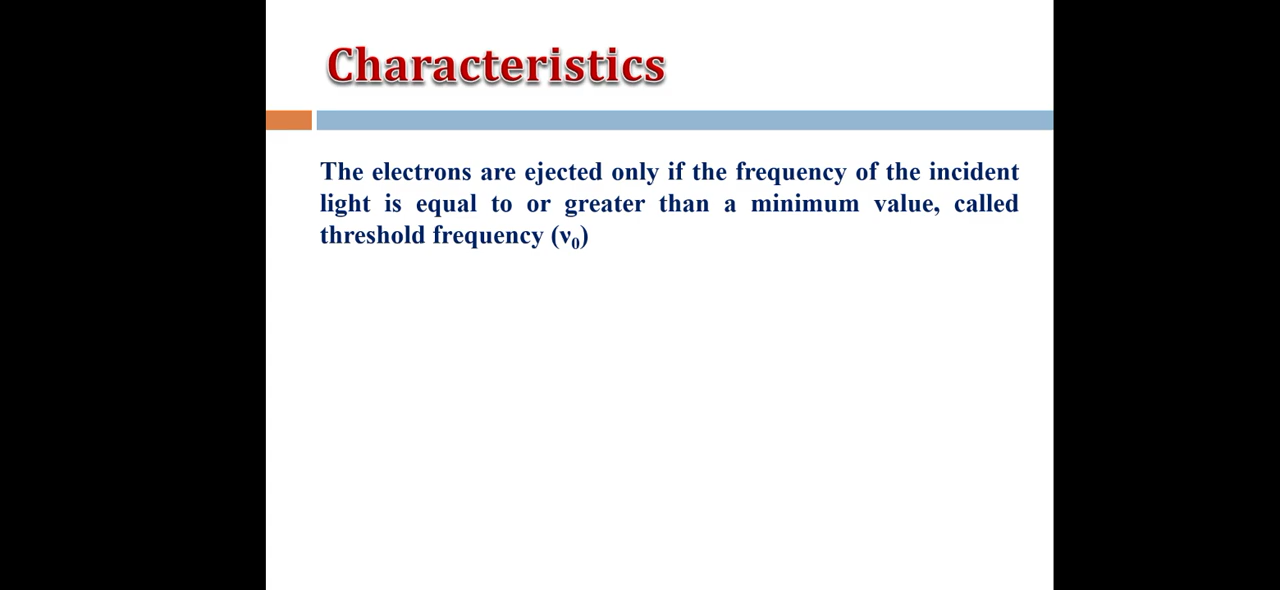 Characteristics
The electrons are ejected only if the frequency of the incident
light is equal to or greater than a minimum value, called
threshold frequency (ν₀)